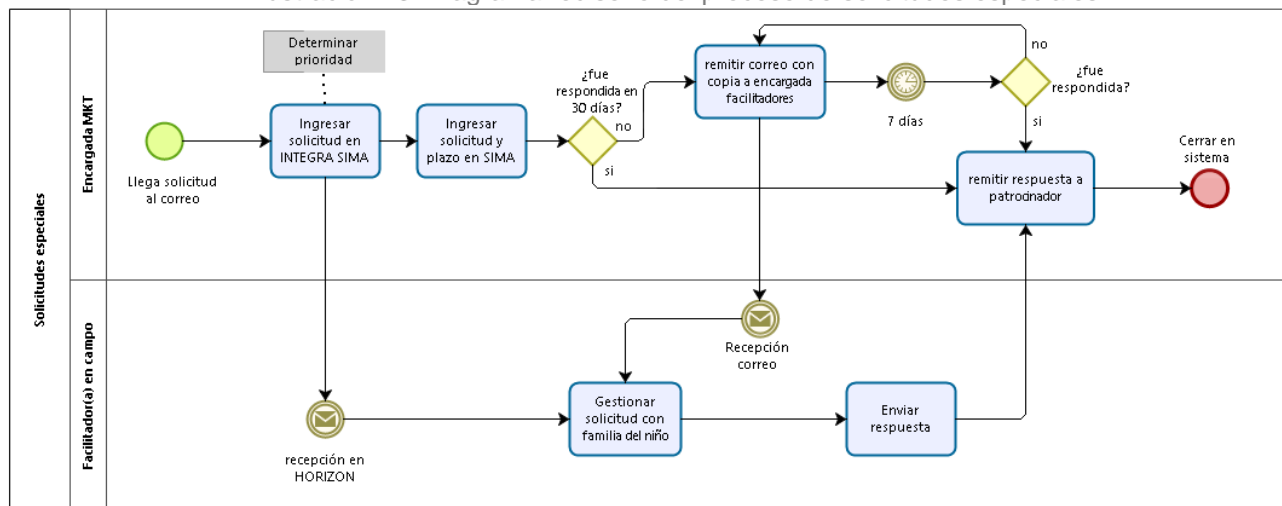 Solicitudes especiales
Encargada MKT
Llega solicitud
al correo
Determinar
prioridad
Ingresar
solicitud en
INTEGRA SIMA
Ingresar
solicitud y
plazo en SIMA
¿fue
respondida en
30 días?
no
si
remitir correo con
copia a encargada
facilitadores
7 días
no
¿fue
respondida?
si
remitir respuesta a
patrocinador
Cerrar en
sistema
Facilitador(a) en campo
recepción en
HORIZON
Recepción
correo
Gestionar
solicitud con
familia del niño
Enviar
respuesta